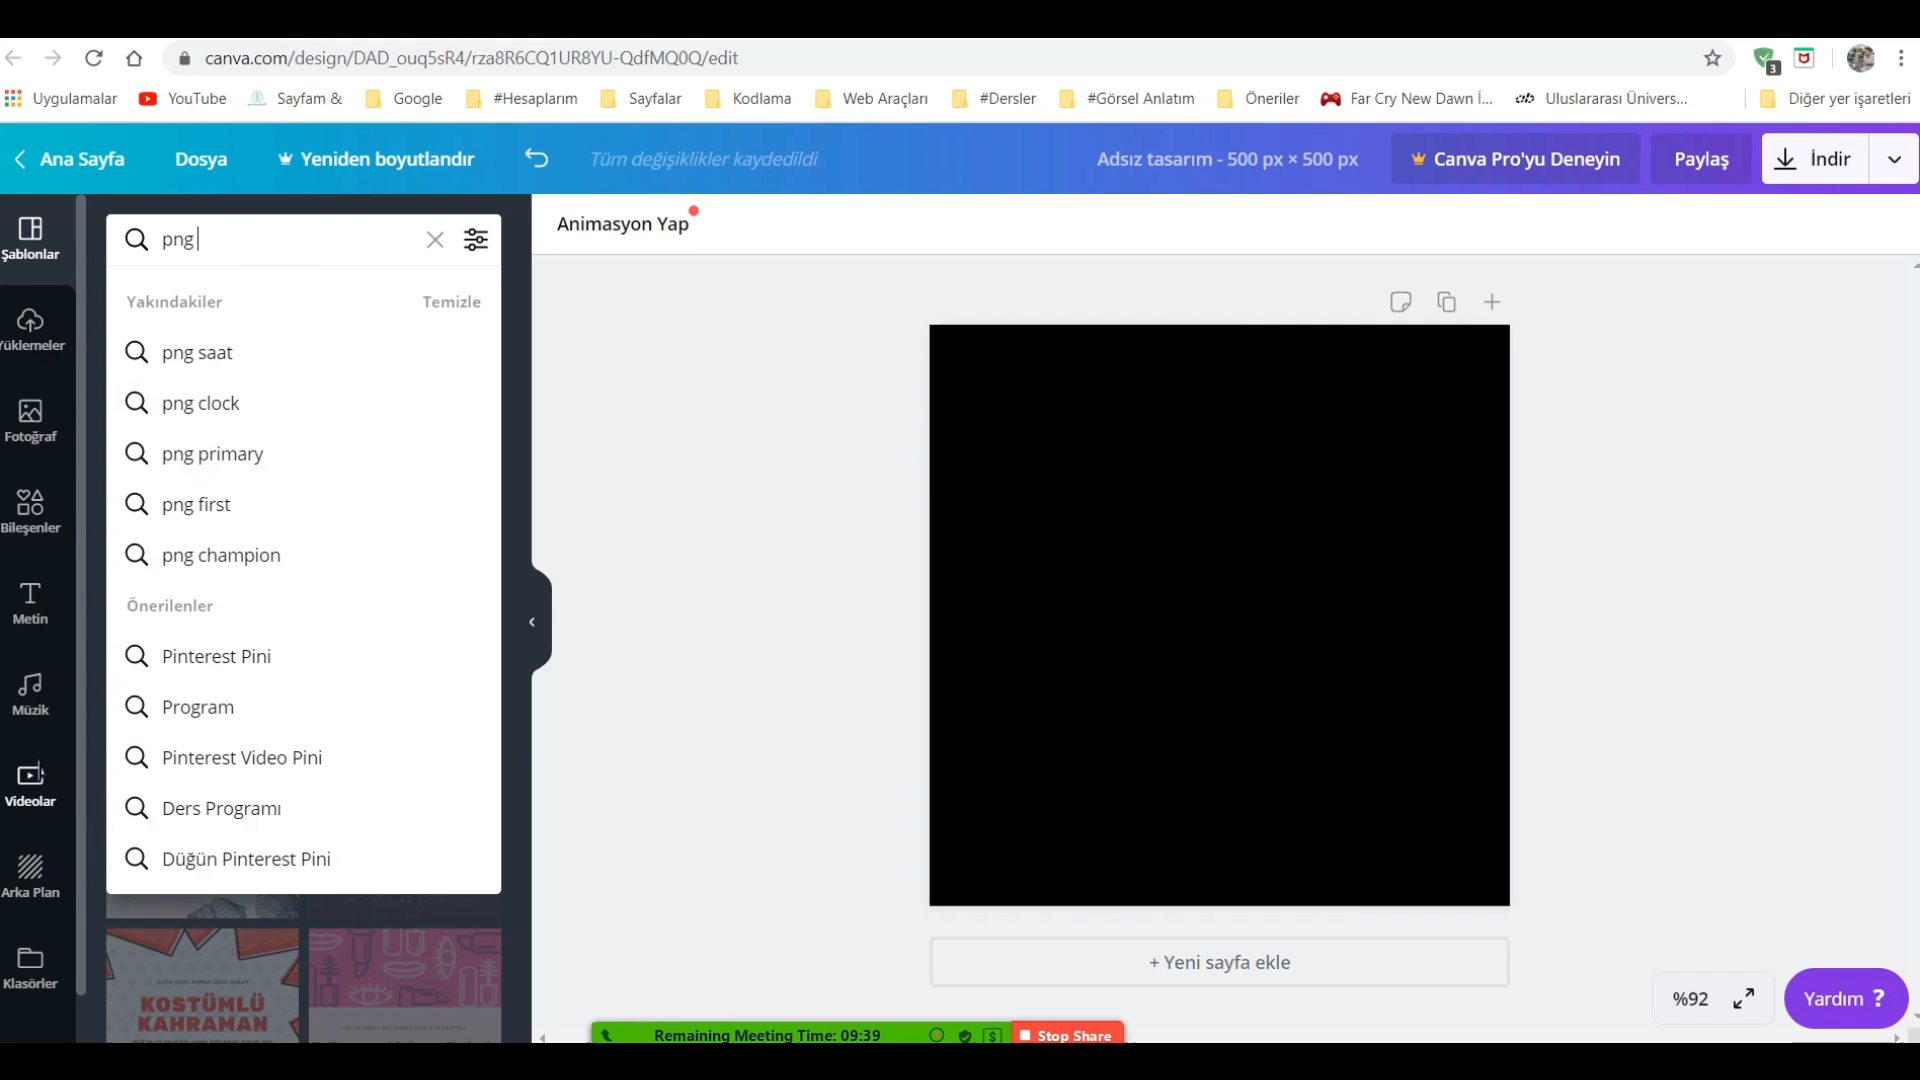 canva.com/design/DAD_ouq5sR4/rza8R6CQ1UR8YU-QdfMQ0Q/edit
3
Uygulamalar YouTube Sayfam & Google #Hesaplarım Sayfalar Kodlama Web Araçları #Dersler #Görsel Anlatım Öneriler Far Cry New Dawn İ... Uluslararası Ünivers... Diğer yer işaretleri
Ana Sayfa Dosya Yeniden boyutlandır Tüm değişiklikler kaydedildi Adsız tasarım - 500 px × 500 px Canva Pro'yu Deneyin Paylaş İndir
Şablonlar
Yüklemeler
Fotoğraf
Bileşenler
Metin
Müzik
Videolar
Arka Plan
Klasörler
png
Yakındakiler Temizle
png saat
png clock
png primary
png first
png champion
Önerilenler
Pinterest Pini
Program
Pinterest Video Pini
Ders Programı
Düğün Pinterest Pini
KOSTÜMLÜ
KAHRAMAN
Animasyon Yap
+ Yeni sayfa ekle
%92
Yardım ?
Remaining Meeting Time: 09:39 Stop Share